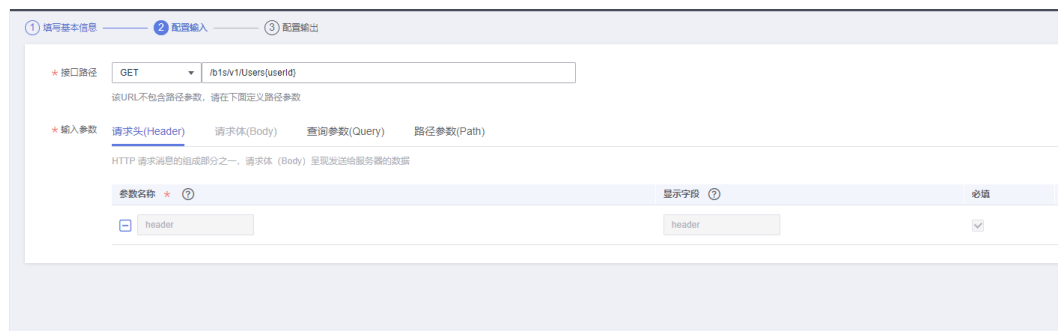 1 填写基本信息 2 配置输入 3 配置输出
* 接口路径 GET /b1s/v1/Users{userId}
该URL不包含路径参数，请在下面定义路径参数
* 输入参数 请求头(Header) 请求体(Body) 查询参数(Query) 路径参数(Path)
HTTP 请求消息的组成部分之一，请求体（Body）呈现发送给服务器的数据
参数名称 * ? 显示字段 ? 必填
header header